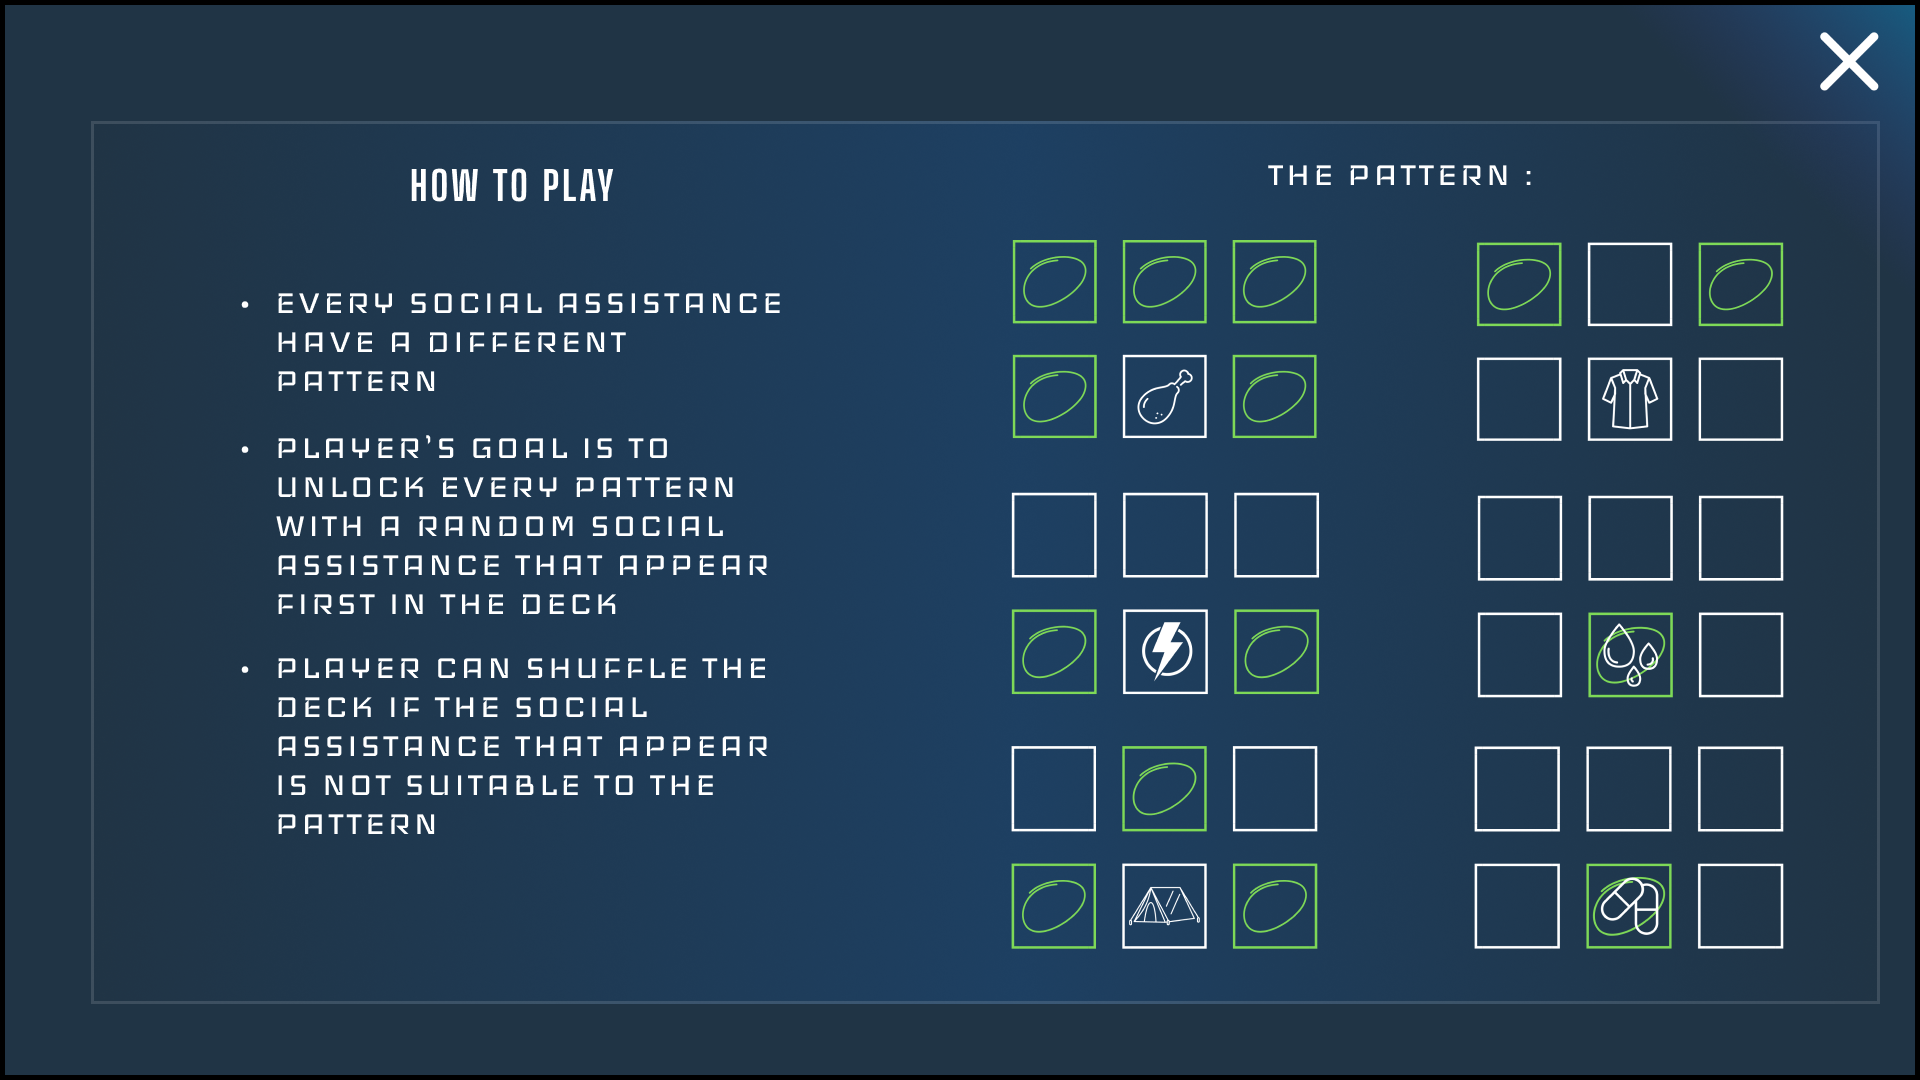 HOW TO PLAY
• EVERY SOCIAL ASSISTANCE
HAVE A DIFFERENT
PATTERN
• PLAYER'S GOAL IS TO
UNLOCK EVERY PATTERN
WITH A RANDOM SOCIAL
ASSISTANCE THAT APPEAR
FIRST IN THE DECK
• PLAYER CAN SHUFFLE THE
DECK IF THE SOCIAL
ASSISTANCE THAT APPEAR
IS NOT SUITABLE TO THE
PATTERN
THE PATTERN :